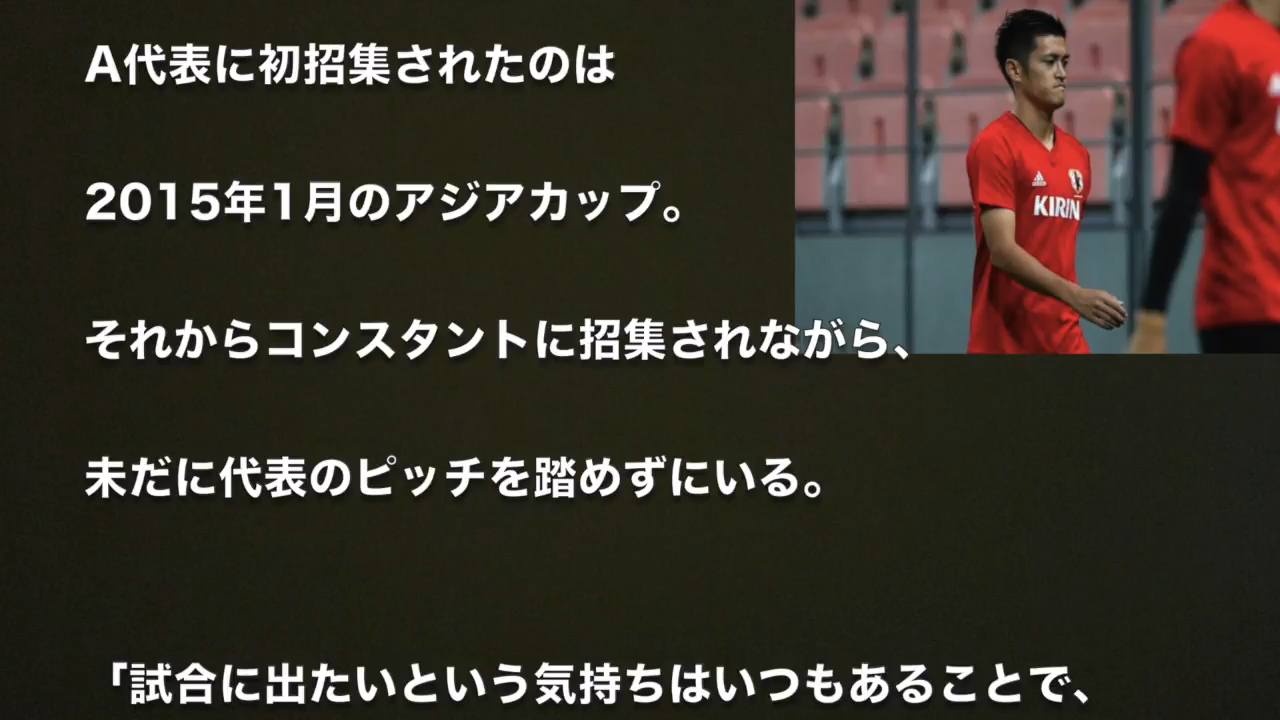 A代表に初招集されたのは
2015年1月のアジアカップ。
それからコンスタントに招集されながら、
未だに代表のピッチを踏めずにいる。
「試合に出たいという気持ちはいつもあることで、
adidas
KIRIN